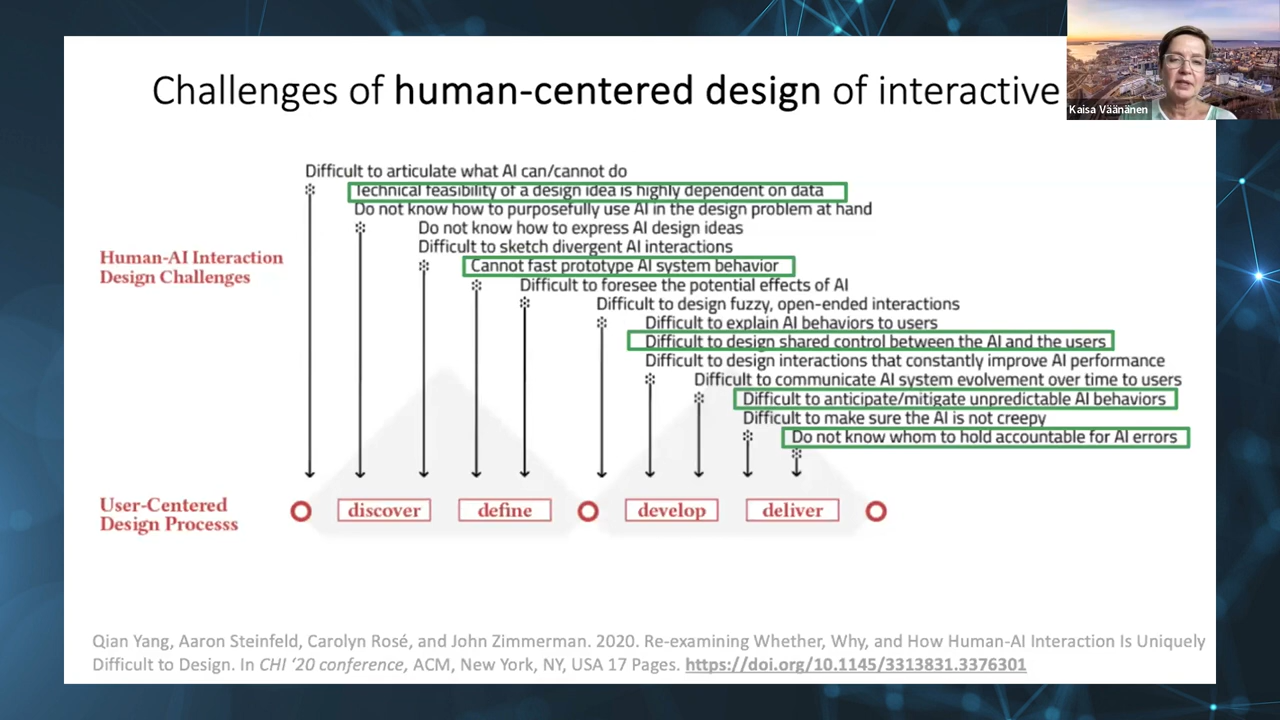 Challenges of human-centered design of interactive
Kaisa Väänänen
Difficult to articulate what AI can/cannot do
Technical feasibility of a design idea is highly dependent on data
Do not know how to purposefully use AI in the design problem at hand
Do not know how to express AI design ideas
Difficult to sketch divergent AI interactions
Cannot fast prototype AI system behavior
Difficult to foresee the potential effects of AI
Difficult to design fuzzy, open-ended interactions
Difficult to explain AI behaviors to users
Difficult to design shared control between the AI and the users
Difficult to design interactions that constantly improve AI performance
Difficult to communicate AI system evolvement over time to users
Difficult to anticipate/mitigate unpredictable AI behaviors
Difficult to make sure the AI is not creepy
Do not know whom to hold accountable for AI errors
Human-AI Interaction
Design Challenges
User-Centered
Design Processs
discover
define
develop
deliver
Qian Yang, Aaron Steinfeld, Carolyn Rosé, and John Zimmerman. 2020. Re-examining Whether, Why, and How Human-AI Interaction Is Uniquely
Difficult to Design. In CHI ’20 conference, ACM, New York, NY, USA 17 Pages. https://doi.org/10.1145/3313831.3376301